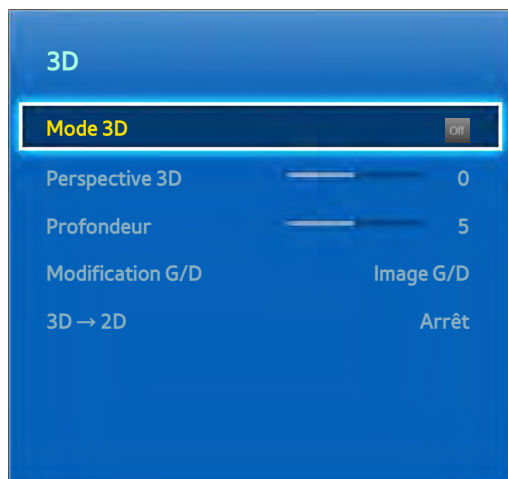 3D
Mode 3D Off
Perspective 3D 0
Profondeur 5
Modification G/D Image G/D
3D → 2D Arrêt